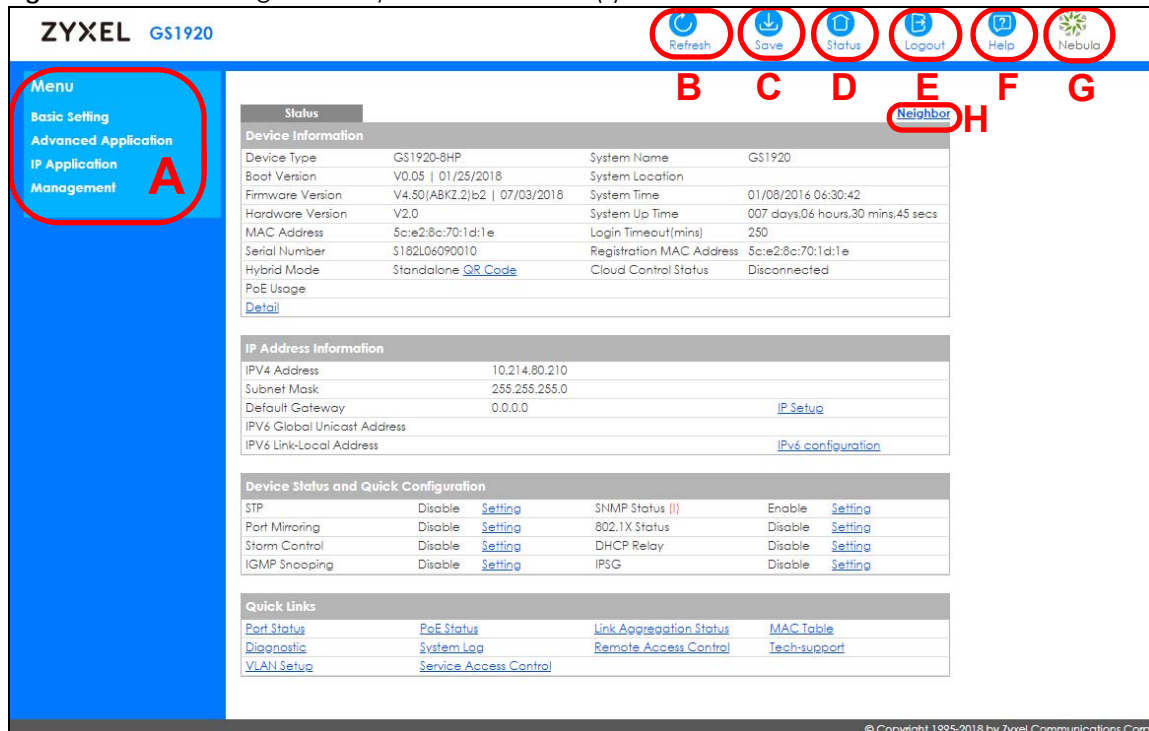 ZYXEL GS1920
Refresh Save Status Logout Help Nebula
B C D E F G
Menu
Basic Setting
Advanced Application
IP Application
Management
A
Status Neighbor H
Device Information
Device Type GS1920-8HP System Name GS1920
Boot Version V0.05 | 01/25/2018 System Location
Firmware Version V4.50(ABKZ.2)b2 | 07/03/2018 System Time 01/08/2016 06:30:42
Hardware Version V2.0 System Up Time 007 days,06 hours,30 mins,45 secs
MAC Address 5c:e2:8c:70:1d:1e Login Timeout(mins) 250
Serial Number S182L06090010 Registration MAC Address 5c:e2:8c:70:1d:1e
Hybrid Mode Standalone QR Code Cloud Control Status Disconnected
PoE Usage
Detail
IP Address Information
IPV4 Address 10.214.80.210
Subnet Mask 255.255.255.0
Default Gateway 0.0.0.0 IP Setup
IPV6 Global Unicast Address
IPV6 Link-Local Address IPv6 configuration
Device Status and Quick Configuration
STP Disable Setting SNMP Status (!) Enable Setting
Port Mirroring Disable Setting 802.1X Status Disable Setting
Storm Control Disable Setting DHCP Relay Disable Setting
IGMP Snooping Disable Setting IPSG Disable Setting
Quick Links
Port Status PoE Status Link Aggregation Status MAC Table
Diagnostic System Log Remote Access Control Tech-support
VLAN Setup Service Access Control
© Copyright 1995-2018 by Zyxel Communications Corp